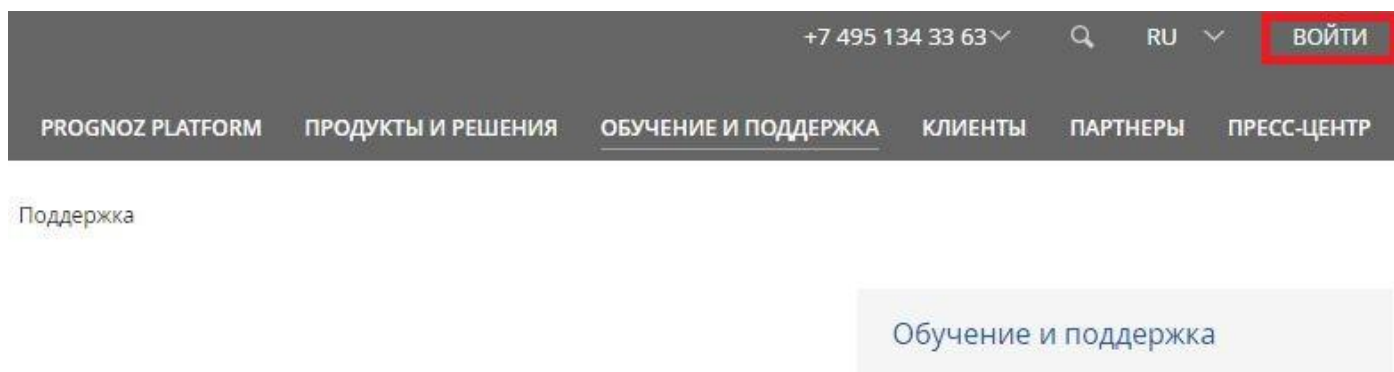 +7 495 134 33 63 RU ВОЙТИ
PROGNOZ PLATFORM ПРОДУКТЫ И РЕШЕНИЯ ОБУЧЕНИЕ И ПОДДЕРЖКА КЛИЕНТЫ ПАРТНЕРЫ ПРЕСС-ЦЕНТР
Поддержка
Обучение и поддержка